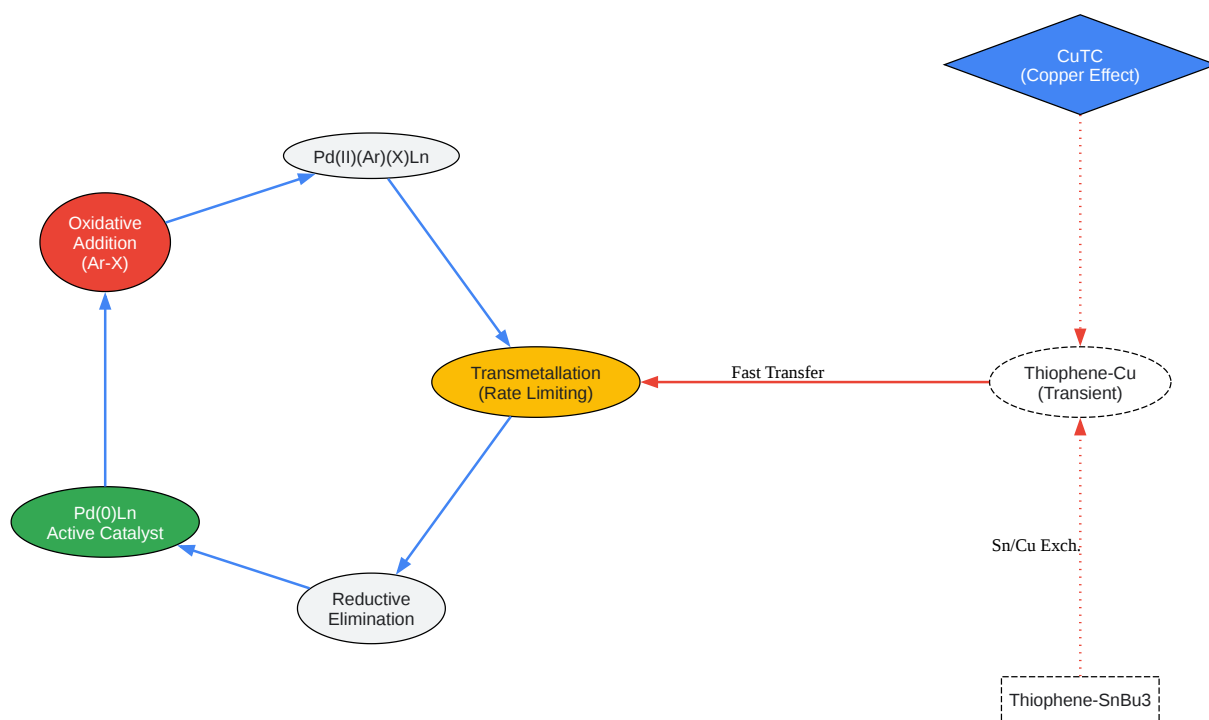 CuTC
(Copper Effect)
Pd(II)(Ar)(X)Ln
Oxidative
Addition
(Ar-X)
Transmetallation
(Rate Limiting)
Fast Transfer
Thiophene-Cu
(Transient)
Pd(0)Ln
Active Catalyst
Sn/Cu Exch.
Reductive
Elimination
Thiophene-SnBu3